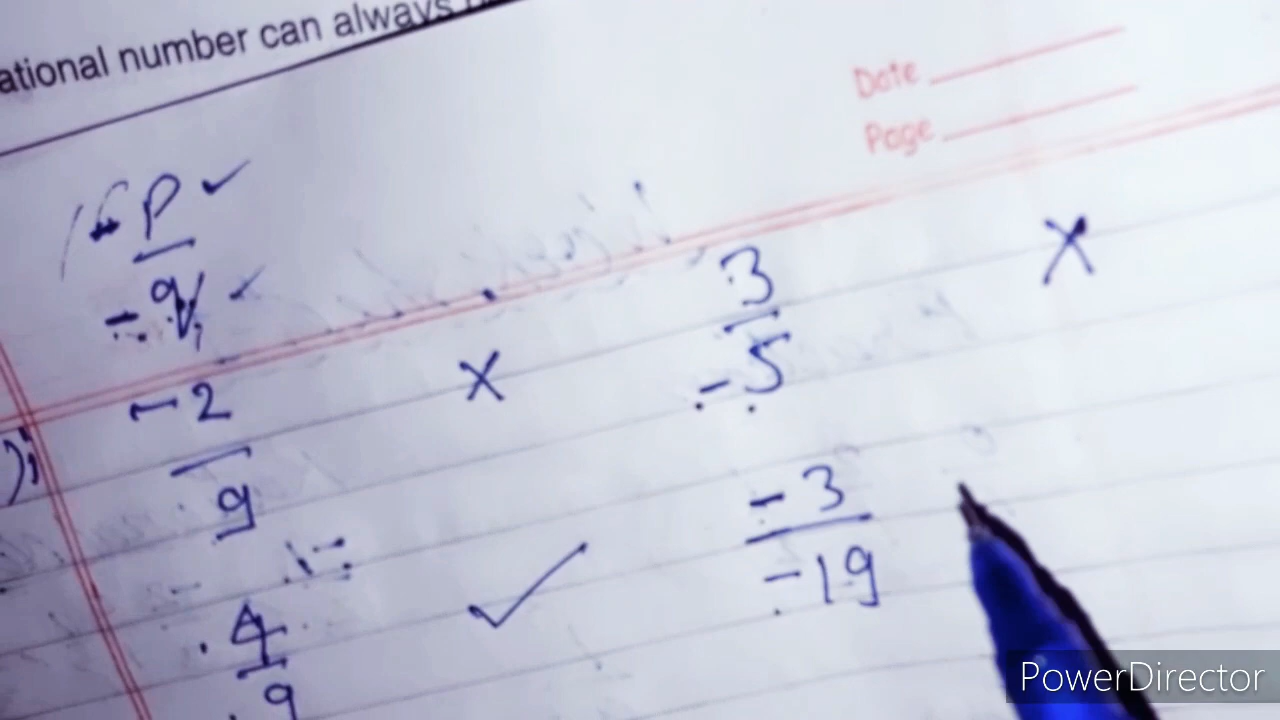 ational number can always
Date
Page
p ✓
- q ✓
-2
9
x
3
-5
x
4
9
✓
-3
-19
PowerDirector